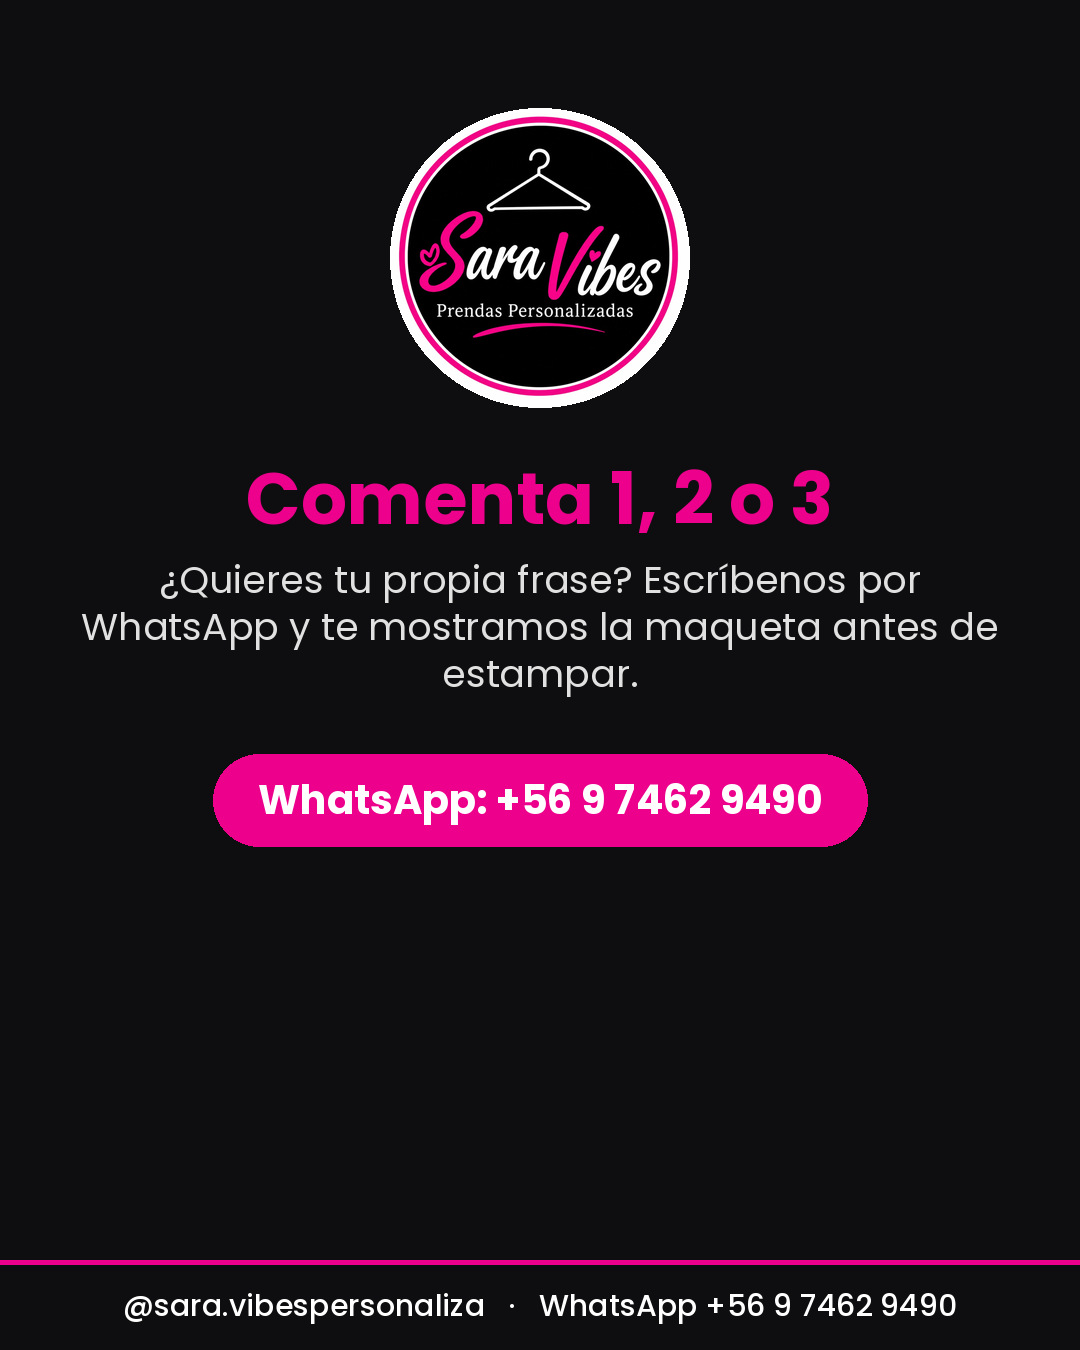 Sara Vibes
Prendas Personalizadas
Comenta 1, 2 o 3
¿Quieres tu propia frase? Escríbenos por
WhatsApp y te mostramos la maqueta antes de
estampar.
WhatsApp: +56 9 7462 9490
@sara.vibespersonaliza · WhatsApp +56 9 7462 9490